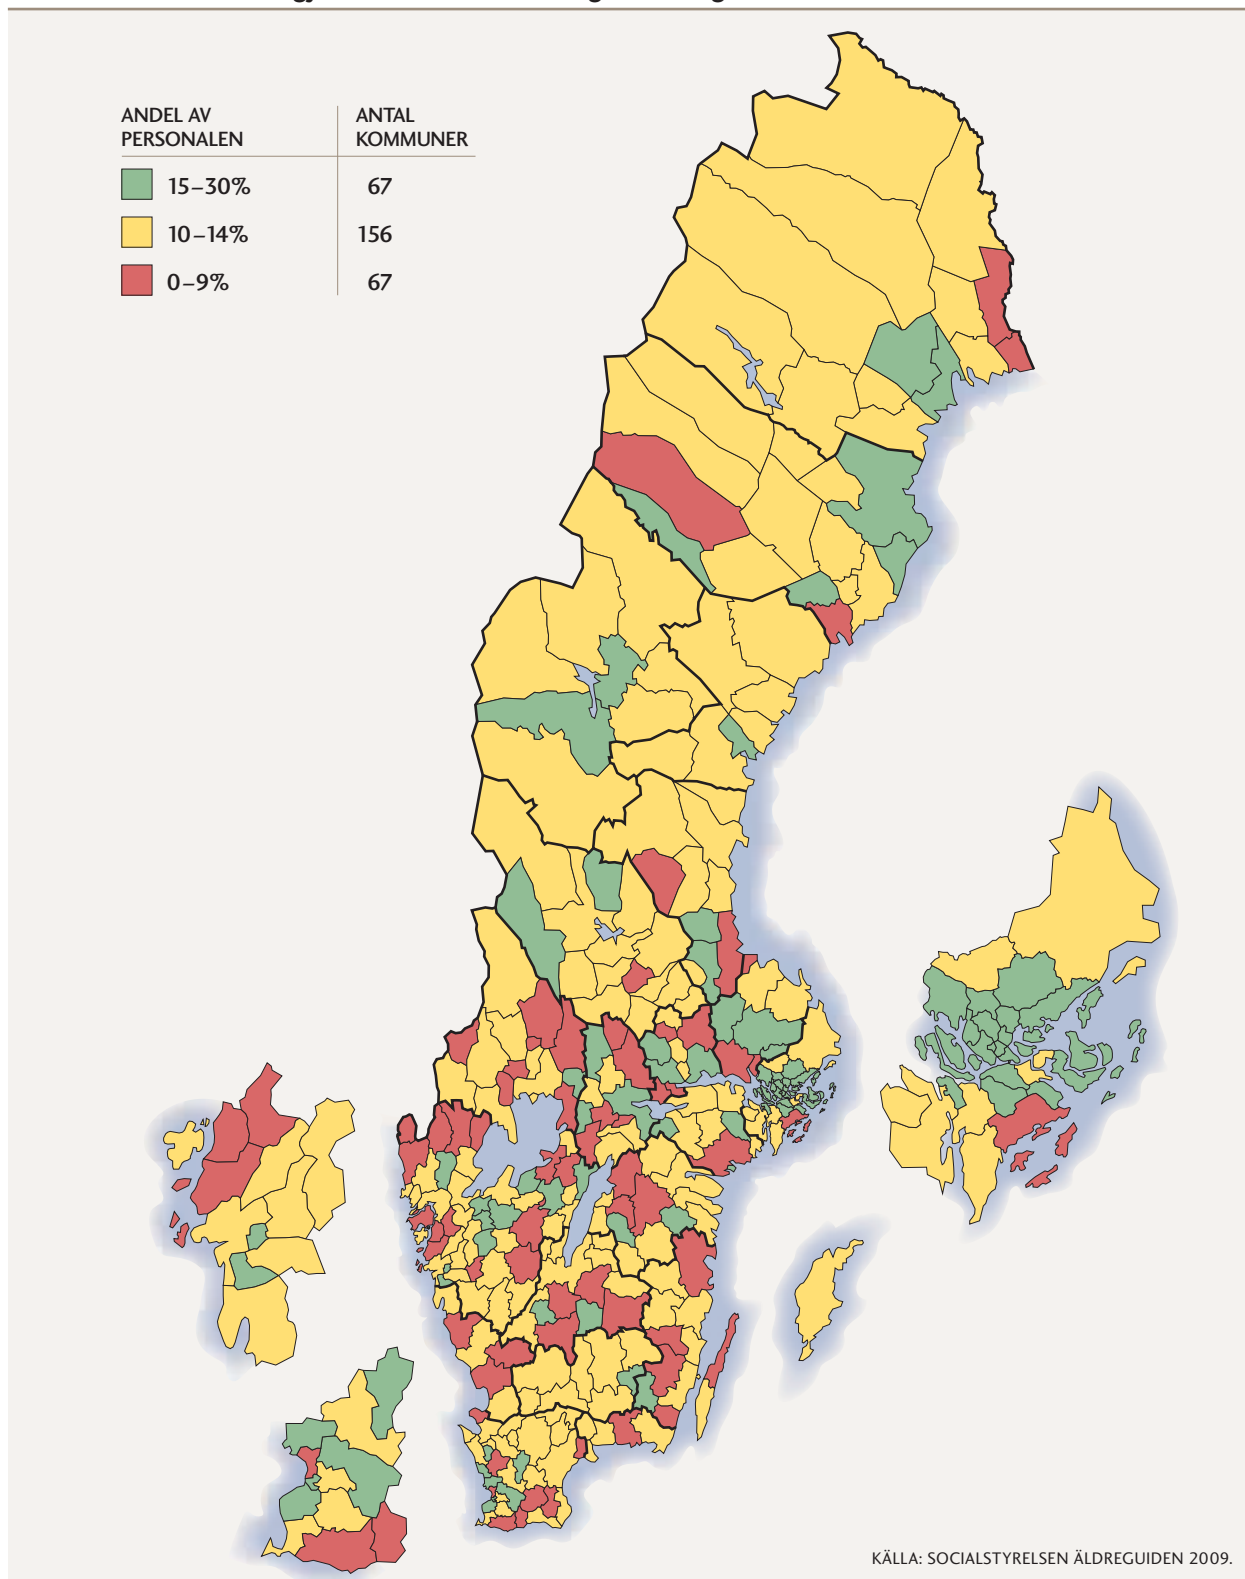 ANDEL AV PERSONALEN
ANTAL KOMMUNER
15–30% 67
10–14% 156
0–9% 67
KÄLLA: SOCIALSTYRELSEN ÄLDREGUIDEN 2009.